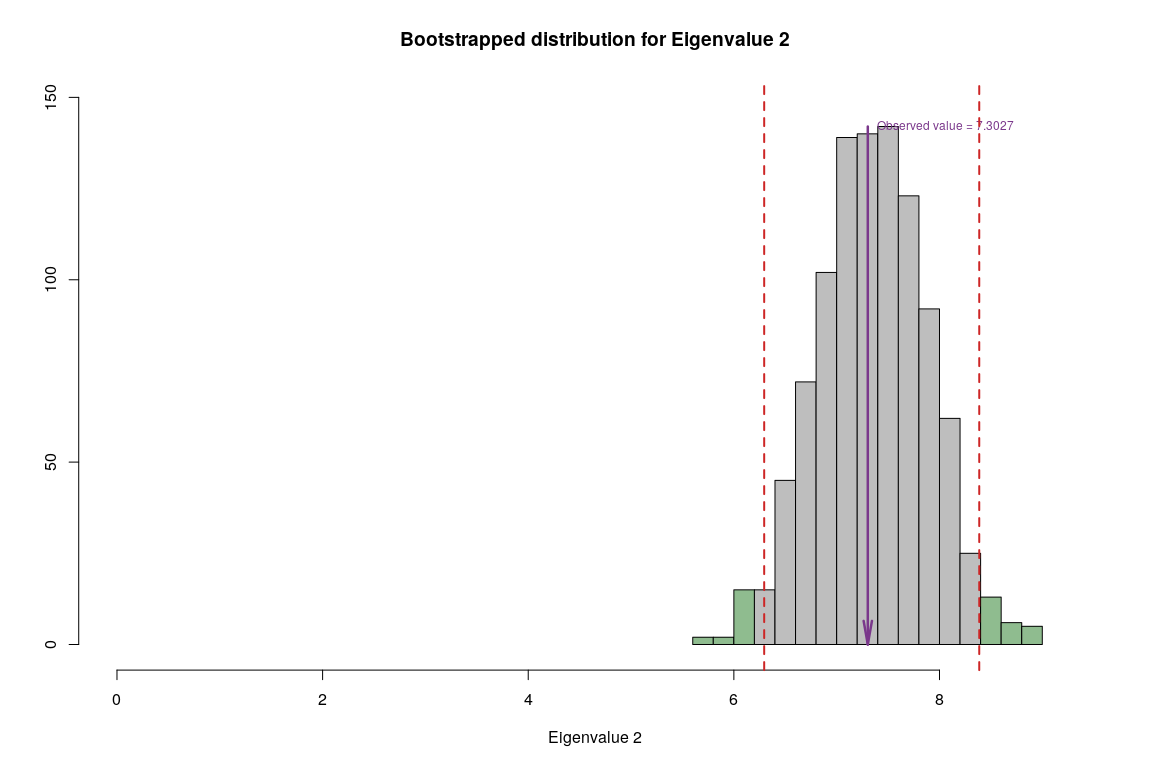 Bootstrapped distribution for Eigenvalue 2
150
100
50
0
Observed value = 7.3027
0 2 4 6 8
Eigenvalue 2